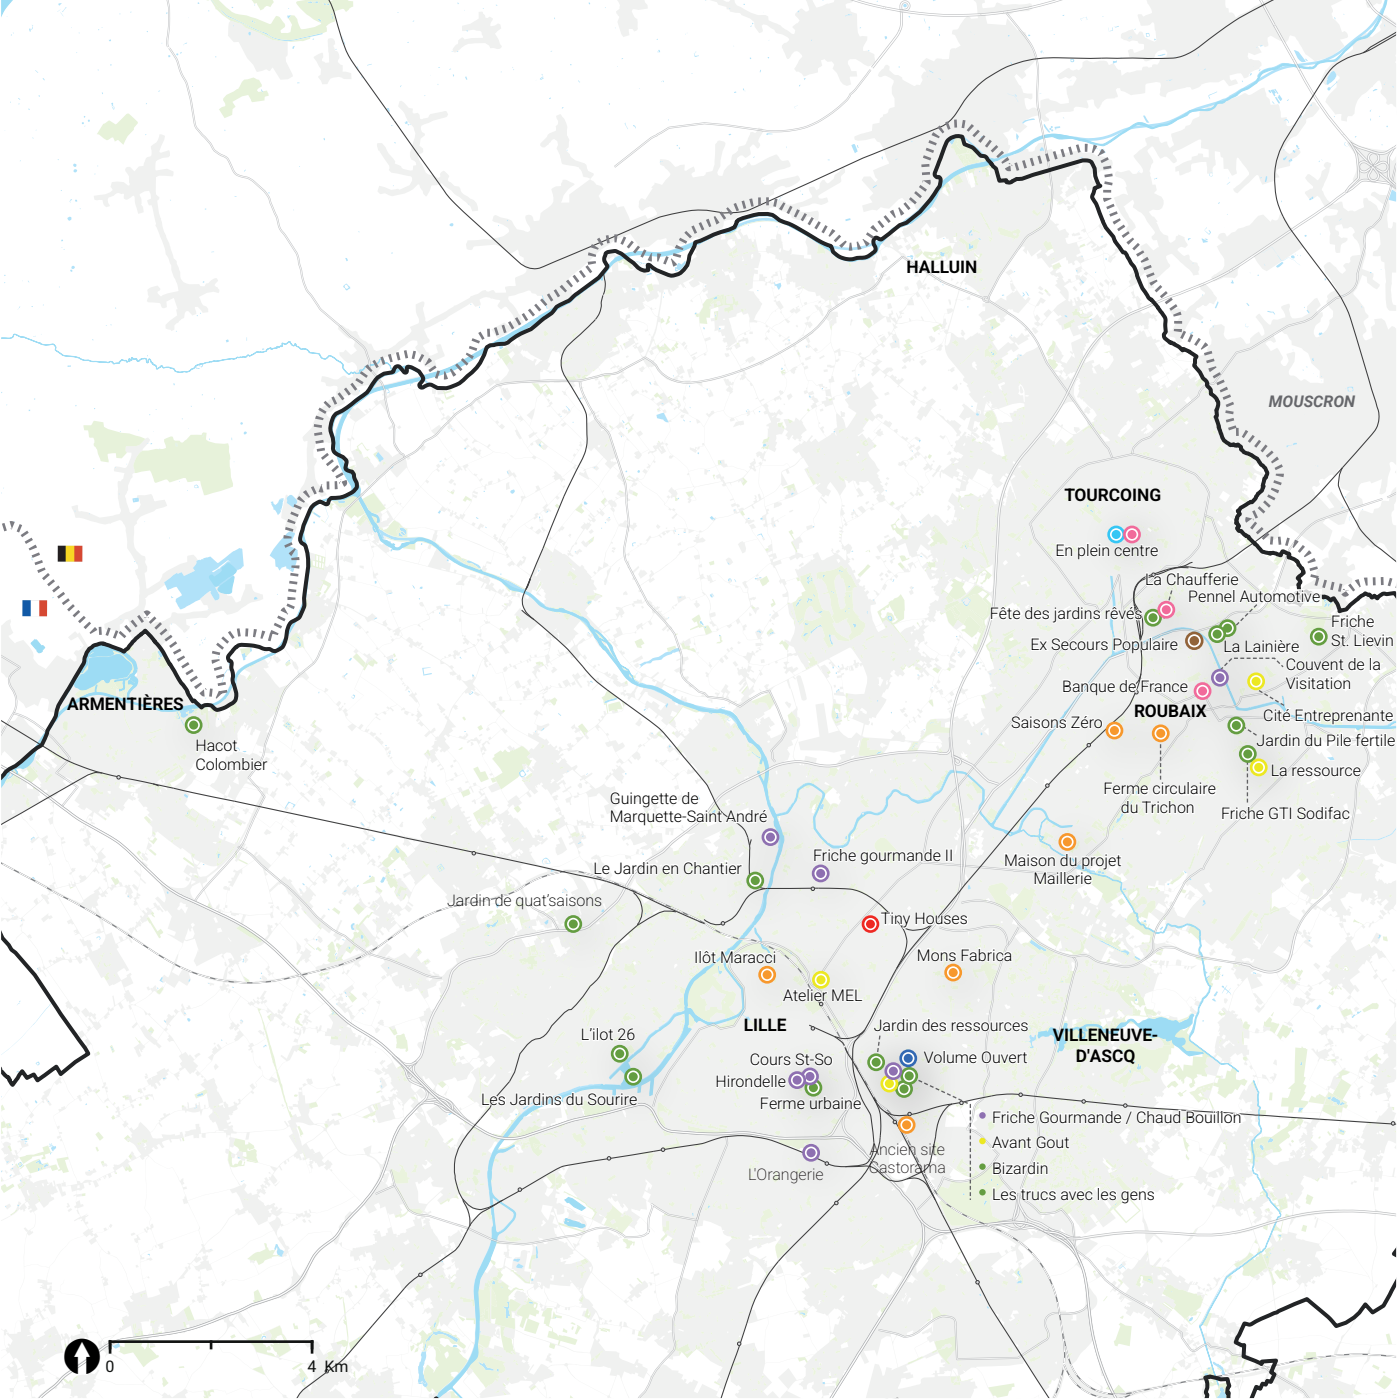 HALLUIN
MOUSCRON
TOURCOING
En plein centre
La Chaufferie
Pennel Automotive
Fête des jardins rêvés
Friche
St. Lievin
Ex Secours Populaire
La Lainière
Couvent de la
Visitation
Banque de France
ARMENTIÈRES
ROUBAIX
Cité Entreprenante
Saisons Zéro
Hacot
Colombier
Jardin du Pile fertile
La ressource
Ferme circulaire
du Trichon
Friche GTI Sodifac
Guingette de
Marquette-Saint André
Friche gourmande II
Maison du projet
Maillerie
Le Jardin en Chantier
Jardin de quat'saisons
Tiny Houses
Ilôt Maracci
Mons Fabrica
Atelier MEL
LILLE
Jardin des ressources
VILLENEUVE-
D'ASCQ
L'ilot 26
Cours St-So
Volume Ouvert
Hirondelle
Les Jardins du Sourire
Ferme urbaine
Friche Gourmande / Chaud Bouillon
Avant Gout
Ancien site
Castorama
Bizardin
L'Orangerie
Les trucs avec les gens
0
4 Km